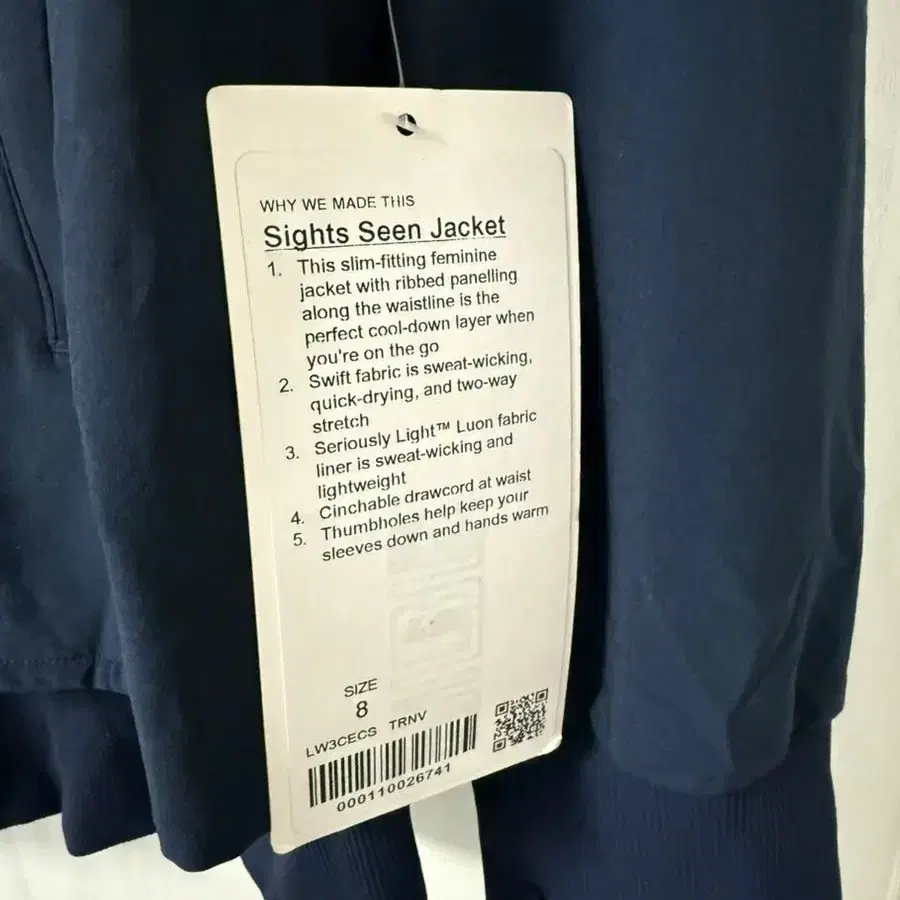 WHY WE MADE THIS
Sights Seen Jacket
1. This slim-fitting feminine
jacket with ribbed panelling
along the waistline is the
perfect cool-down layer when
you're on the go
2. Swift fabric is sweat-wicking,
quick-drying, and two-way
stretch
3. Seriously Light™ Luon fabric
liner is sweat-wicking and
lightweight
4. Cinchable drawcord at waist
5. Thumbholes help keep your
sleeves down and hands warm
SIZE
8
LW3CECS TRNV
000110026741